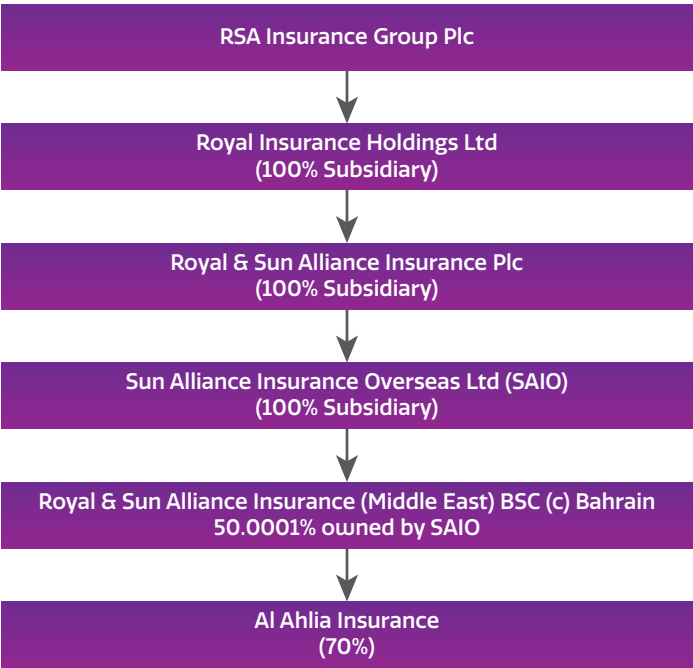 RSA Insurance Group Plc
Royal Insurance Holdings Ltd
(100% Subsidiary)
Royal & Sun Alliance Insurance Plc
(100% Subsidiary)
Sun Alliance Insurance Overseas Ltd (SAIO)
(100% Subsidiary)
Royal & Sun Alliance Insurance (Middle East) BSC (c) Bahrain
50.0001% owned by SAIO
Al Ahlia Insurance
(70%)